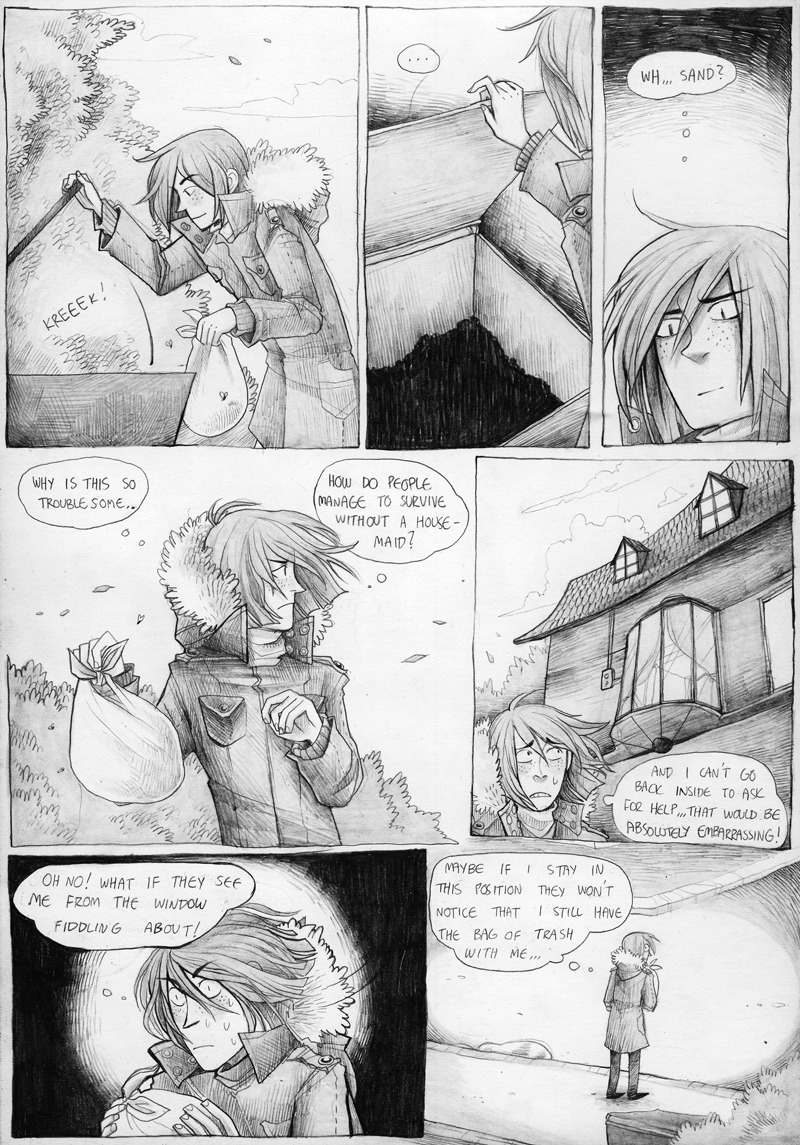 KREEEK!
...
WH,,, SAND?
WHY IS THIS SO
TROUBLESOME..
HOW DO PEOPLE
MANAGE TO SURVIVE
WITHOUT A HOUSE-
MAID?
AND I CAN'T GO
BACK INSIDE TO ASK
FOR HELP,,,THAT WOULD BE
ABSOLUTELY EMBARRASSING!
OH NO! WHAT IF THEY SEE
ME FROM THE WINDOW
FIDDLING ABOUT!
MAYBE IF I STAY IN
THIS POSITION THEY WON'T
NOTICE THAT I STILL HAVE
THE BAG OF TRASH
WITH ME,,,